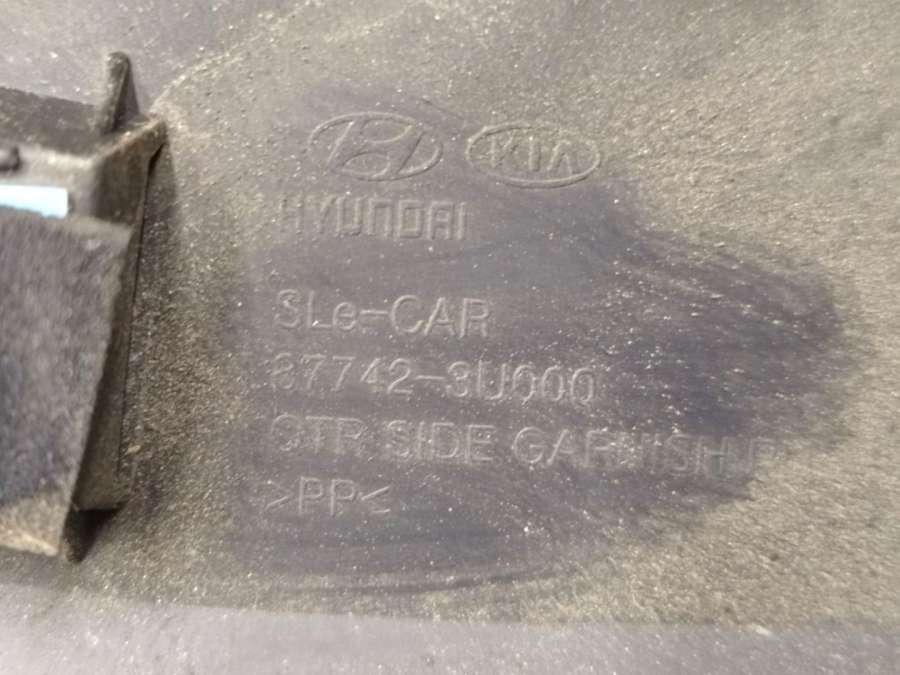 KIA
HYUNDAI
SLe-CAR
87742-3U000
CTR SIDE GARNISH
>PP<